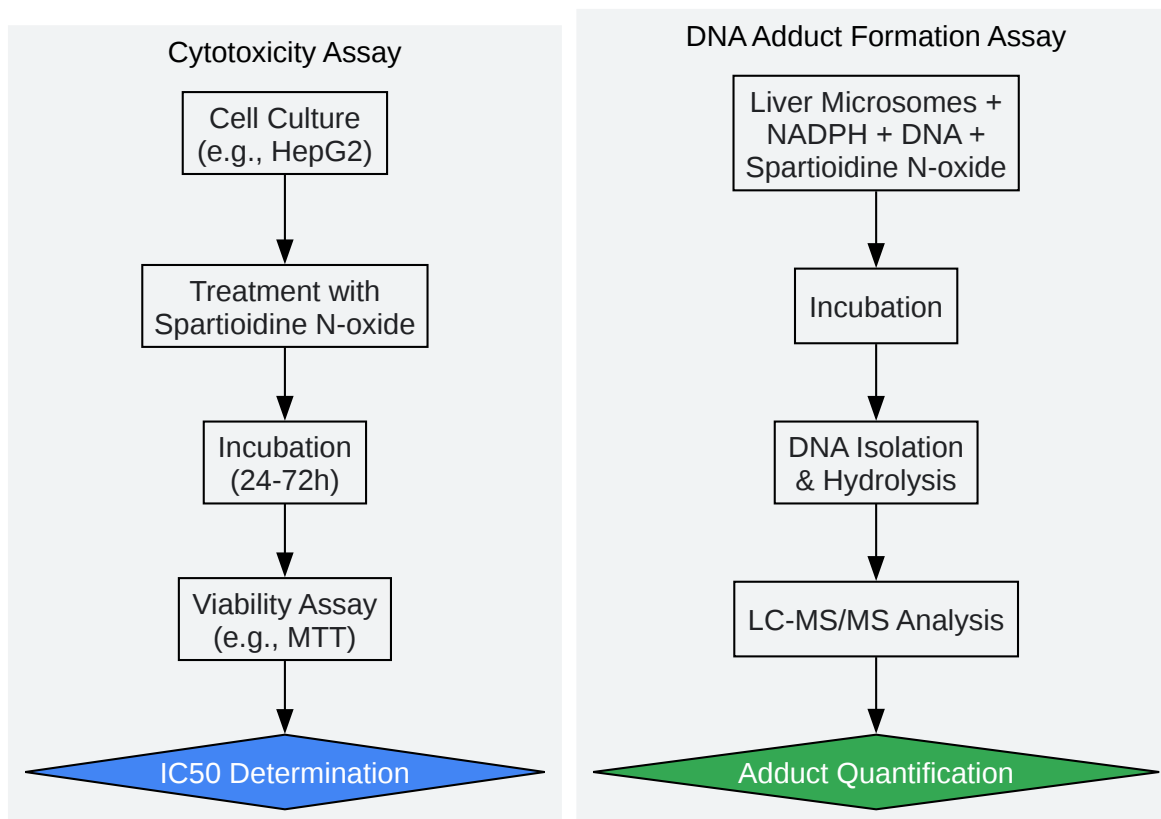 Cytotoxicity Assay
Cell Culture
(e.g., HepG2)
Treatment with
Spartioidine N-oxide
Incubation
(24-72h)
Viability Assay
(e.g., MTT)
IC50 Determination
DNA Adduct Formation Assay
Liver Microsomes +
NADPH + DNA +
Spartioidine N-oxide
Incubation
DNA Isolation
& Hydrolysis
LC-MS/MS Analysis
Adduct Quantification